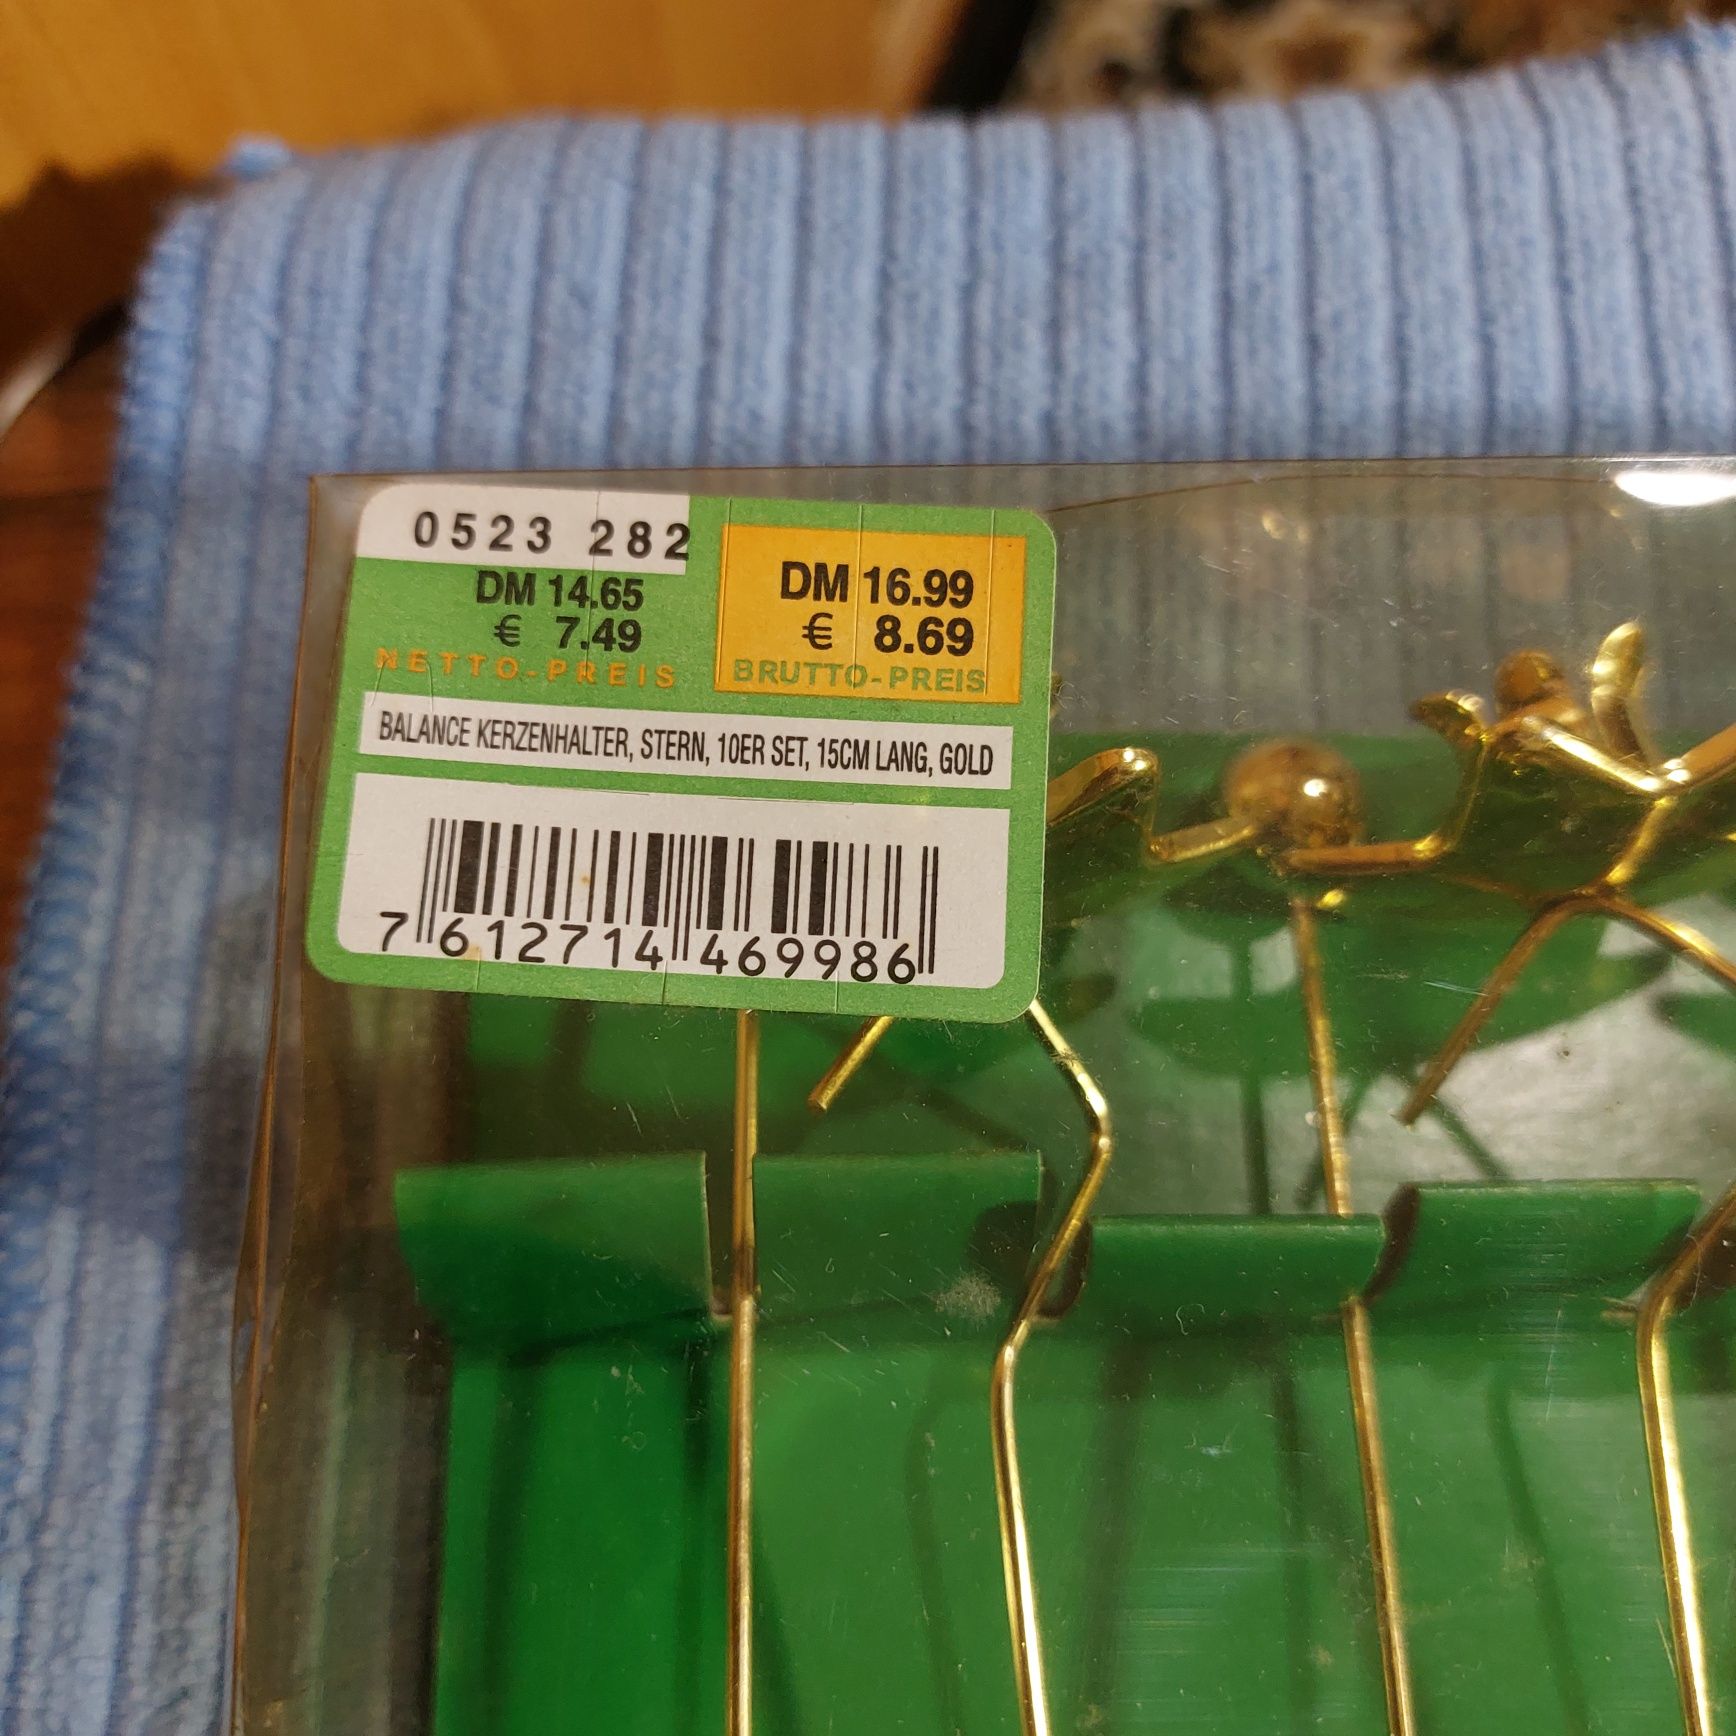 0523 282
DM 14.65
€ 7.49
NETTO-PREIS
DM 16.99
€ 8.69
BRUTTO-PREIS
BALANCE KERZENHALTER, STERN, 10ER SET, 15CM LANG, GOLD
7 612714 469986